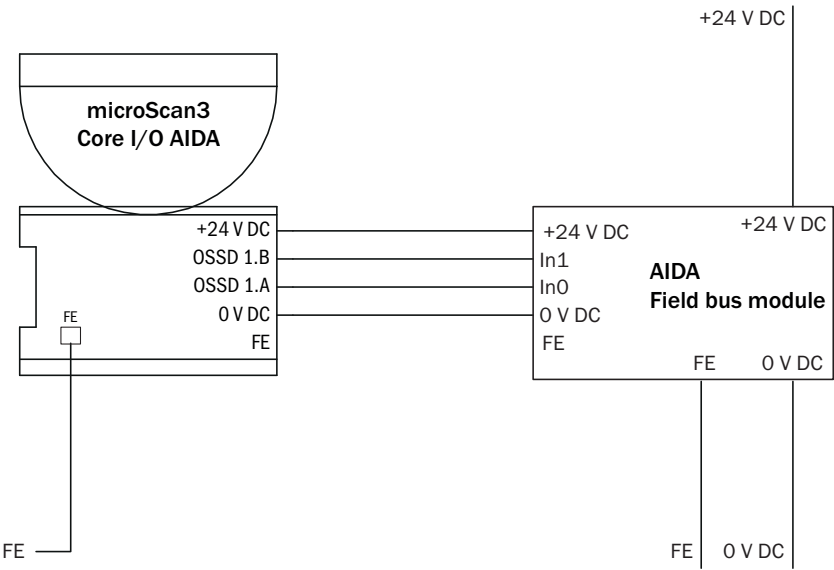 +24 V DC
microScan3
Core I/O AIDA
+24 V DC
OSSD 1.B
OSSD 1.A
0 V DC
FE
FE
+24 V DC
In1
In0
0 V DC
FE
+24 V DC
AIDA
Field bus module
FE
0 V DC
FE
FE
0 V DC